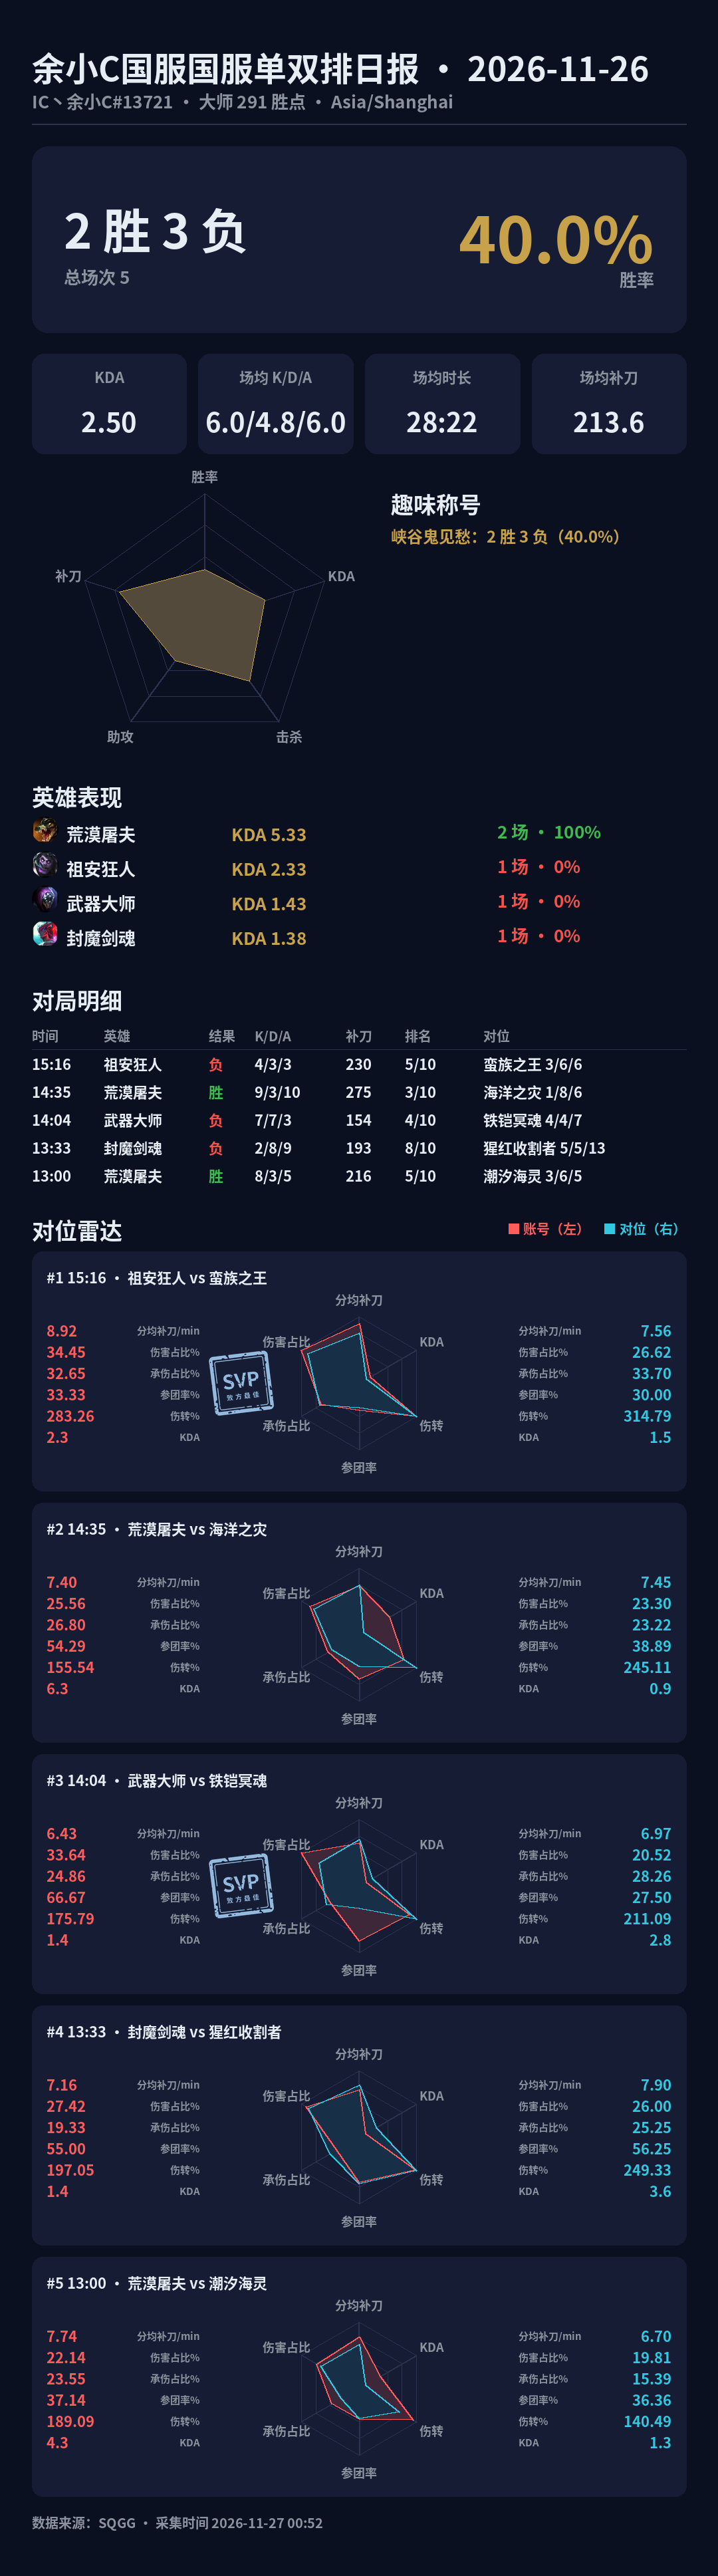 余小C国服国服单双排日报 · 2026-11-26
IC丶余小C#13721 · 大师 291 胜点 · Asia/Shanghai
2 胜 3 负
40.0%
总场次 5
胜率
KDA
场均 K/D/A
场均时长
场均补刀
2.50
6.0/4.8/6.0
28:22
213.6
胜率
KDA
击杀
助攻
补刀
趣味称号
峡谷鬼见愁：2 胜 3 负（40.0%）
英雄表现
荒漠屠夫 KDA 5.33 2 场 · 100%
祖安狂人 KDA 2.33 1 场 · 0%
武器大师 KDA 1.43 1 场 · 0%
封魔剑魂 KDA 1.38 1 场 · 0%
对局明细
时间 英雄 结果 K/D/A 补刀 排名 对位
15:16 祖安狂人 负 4/3/3 230 5/10 蛮族之王 3/6/6
14:35 荒漠屠夫 胜 9/3/10 275 3/10 海洋之灾 1/8/6
14:04 武器大师 负 7/7/3 154 4/10 铁铠冥魂 4/4/7
13:33 封魔剑魂 负 2/8/9 193 8/10 猩红收割者 5/5/13
13:00 荒漠屠夫 胜 8/3/5 216 5/10 潮汐海灵 3/6/5
对位雷达
账号（左） 对位（右）
#1 15:16 · 祖安狂人 vs 蛮族之王
8.92 分均补刀/min
34.45 伤害占比%
32.65 承伤占比%
33.33 参团率%
283.26 伤转%
2.3 KDA
SVP
败方最佳
分均补刀
KDA
伤转
参团率
承伤占比
伤害占比
分均补刀/min 7.56
伤害占比% 26.62
承伤占比% 33.70
参团率% 30.00
伤转% 314.79
KDA 1.5
#2 14:35 · 荒漠屠夫 vs 海洋之灾
7.40 分均补刀/min
25.56 伤害占比%
26.80 承伤占比%
54.29 参团率%
155.54 伤转%
6.3 KDA
分均补刀
KDA
伤转
参团率
承伤占比
伤害占比
分均补刀/min 7.45
伤害占比% 23.30
承伤占比% 23.22
参团率% 38.89
伤转% 245.11
KDA 0.9
#3 14:04 · 武器大师 vs 铁铠冥魂
6.43 分均补刀/min
33.64 伤害占比%
24.86 承伤占比%
66.67 参团率%
175.79 伤转%
1.4 KDA
SVP
败方最佳
分均补刀
KDA
伤转
参团率
承伤占比
伤害占比
分均补刀/min 6.97
伤害占比% 20.52
承伤占比% 28.26
参团率% 27.50
伤转% 211.09
KDA 2.8
#4 13:33 · 封魔剑魂 vs 猩红收割者
7.16 分均补刀/min
27.42 伤害占比%
19.33 承伤占比%
55.00 参团率%
197.05 伤转%
1.4 KDA
分均补刀
KDA
伤转
参团率
承伤占比
伤害占比
分均补刀/min 7.90
伤害占比% 26.00
承伤占比% 25.25
参团率% 56.25
伤转% 249.33
KDA 3.6
#5 13:00 · 荒漠屠夫 vs 潮汐海灵
7.74 分均补刀/min
22.14 伤害占比%
23.55 承伤占比%
37.14 参团率%
189.09 伤转%
4.3 KDA
分均补刀
KDA
伤转
参团率
承伤占比
伤害占比
分均补刀/min 6.70
伤害占比% 19.81
承伤占比% 15.39
参团率% 36.36
伤转% 140.49
KDA 1.3
数据来源：SQGG · 采集时间 2026-11-27 00:52